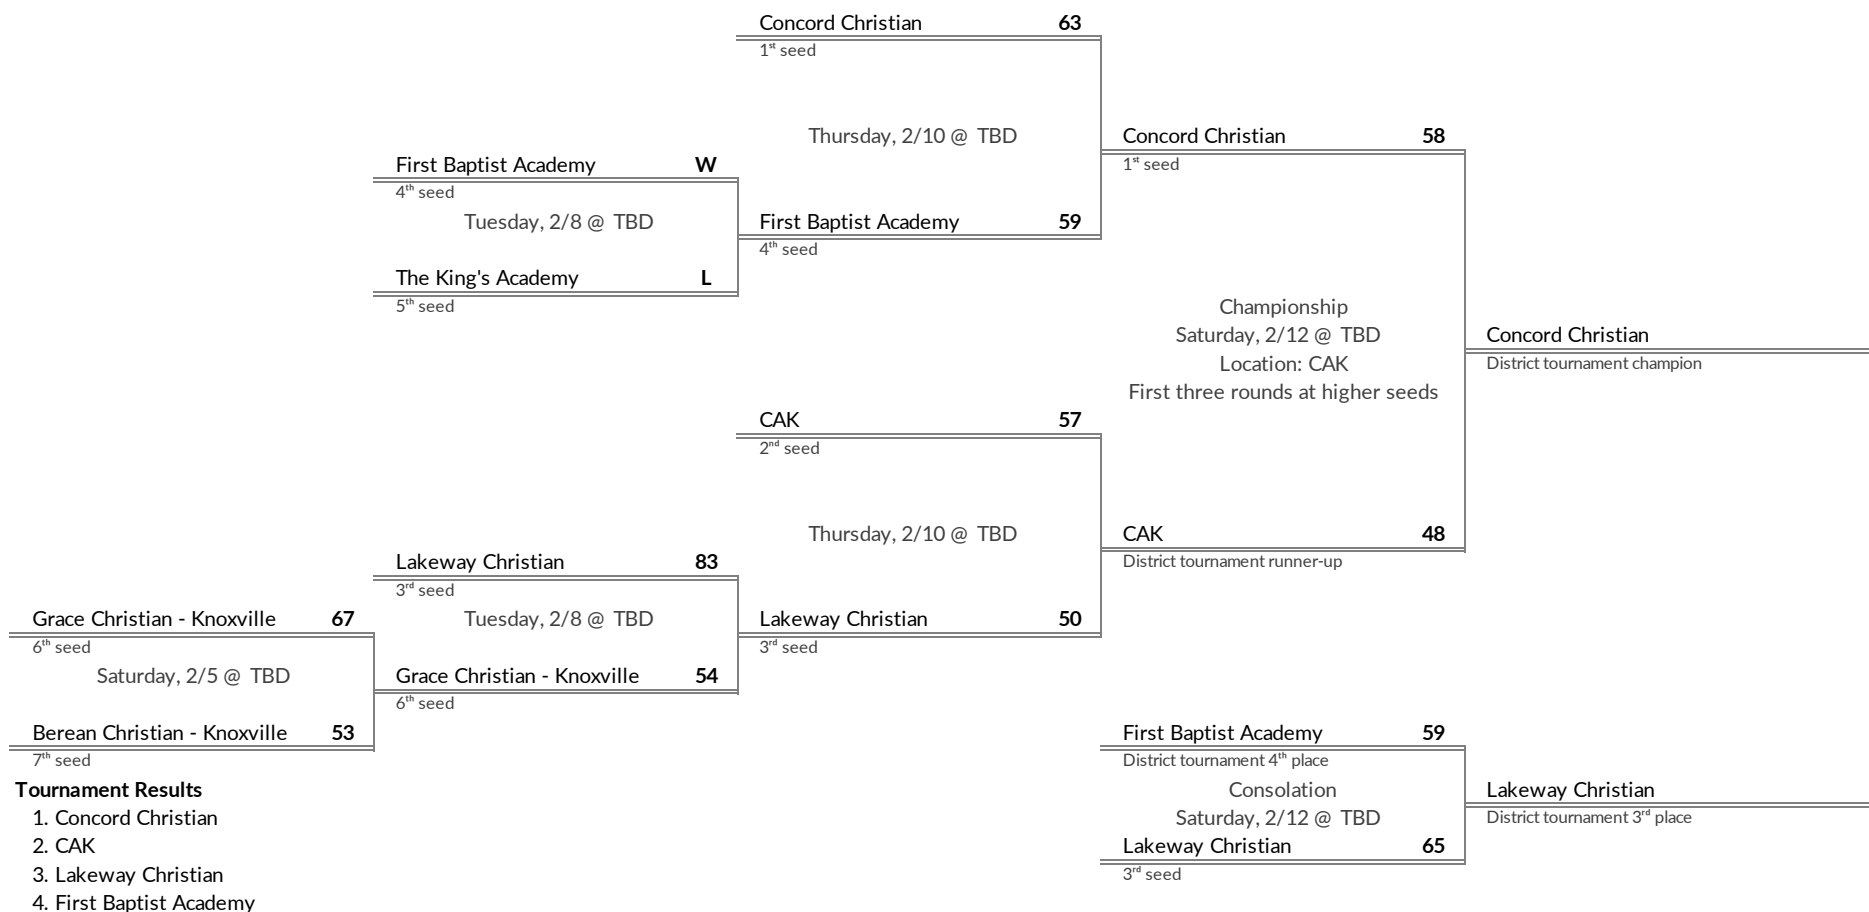 Concord Christian 63
1st seed
Thursday, 2/10 @ TBD
Concord Christian 58
1st seed
First Baptist Academy W
4th seed
Tuesday, 2/8 @ TBD
First Baptist Academy 59
4th seed
The King's Academy L
5th seed
Championship
Saturday, 2/12 @ TBD
Location: CAK
First three rounds at higher seeds
Concord Christian
District tournament champion
CAK 57
2nd seed
Thursday, 2/10 @ TBD
CAK 48
District tournament runner-up
Lakeway Christian 83
3rd seed
Tuesday, 2/8 @ TBD
Lakeway Christian 50
3rd seed
Grace Christian - Knoxville 67
6th seed
Saturday, 2/5 @ TBD
Grace Christian - Knoxville 54
6th seed
Berean Christian - Knoxville 53
7th seed
First Baptist Academy 59
District tournament 4th place
Consolation
Saturday, 2/12 @ TBD
Lakeway Christian 65
3rd seed
Lakeway Christian
District tournament 3rd place
Tournament Results
1. Concord Christian
2. CAK
3. Lakeway Christian
4. First Baptist Academy